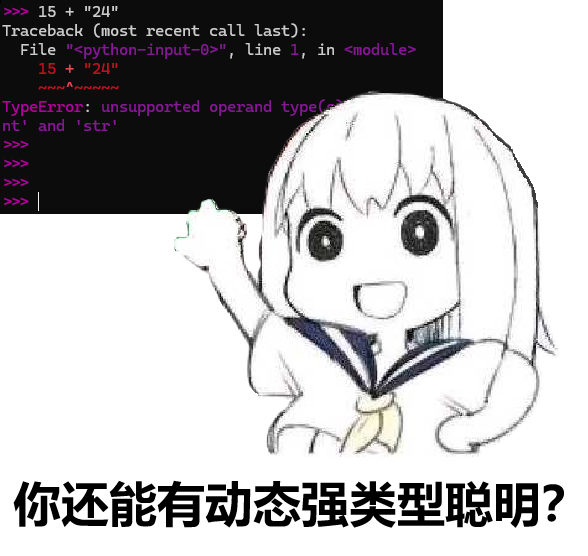 >>> 15 + "24"
Traceback (most recent call last):
  File "<python-input-0>", line 1, in <module>
    15 + "24"
    ~~~^~~~~~
TypeError: unsupported operand type(s)
nt' and 'str'
>>>
>>>
>>>
>>>
你还能有动态强类型聪明?